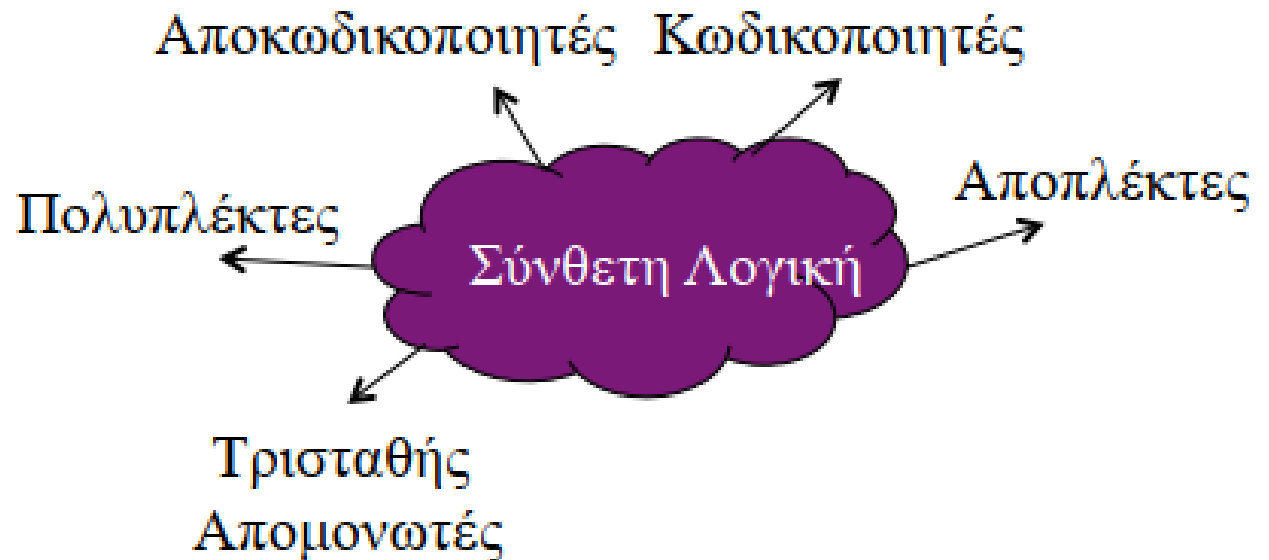 Αποκωδικοποιητές Κωδικοποιητές
Αποπλέκτες
Πολυπλέκτες
Σύνθετη Λογική
Τρισταθής
Απομονωτές